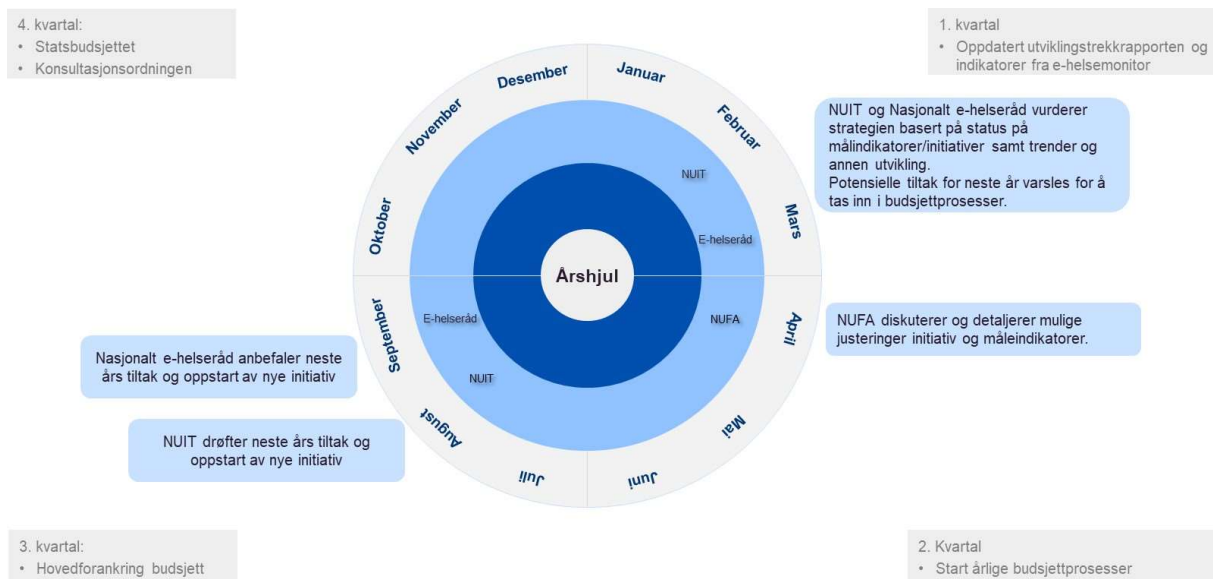 4. kvartal:
• Statsbudsjettet
• Konsultasjonsordningen
1. kvartal
• Oppdatert utviklingstrekkrapporten og
indikatorer fra e-helsemonitor
Desember
Januar
November
Februar
Oktober
Mars
NUIT
E-helseråd
NUIT og Nasjonalt e-helseråd vurderer
strategien basert på status på
målindikatorer/initiativer samt trender og
annen utvikling.
Potensielle tiltak for neste år varsles for å
tas inn i budsjettprosesser.
Årshjul
E-helseråd
NUFA
NUIT
September
April
August
Mai
Juli
Juni
NUFA diskuterer og detaljerer mulige
justeringer initiativ og måleindikatorer.
Nasjonalt e-helseråd anbefaler neste
års tiltak og oppstart av nye initiativ
NUIT drøfter neste års tiltak og
oppstart av nye initiativ
3. kvartal:
• Hovedforankring budsjett
2. Kvartal
• Start årlige budsjettprosesser